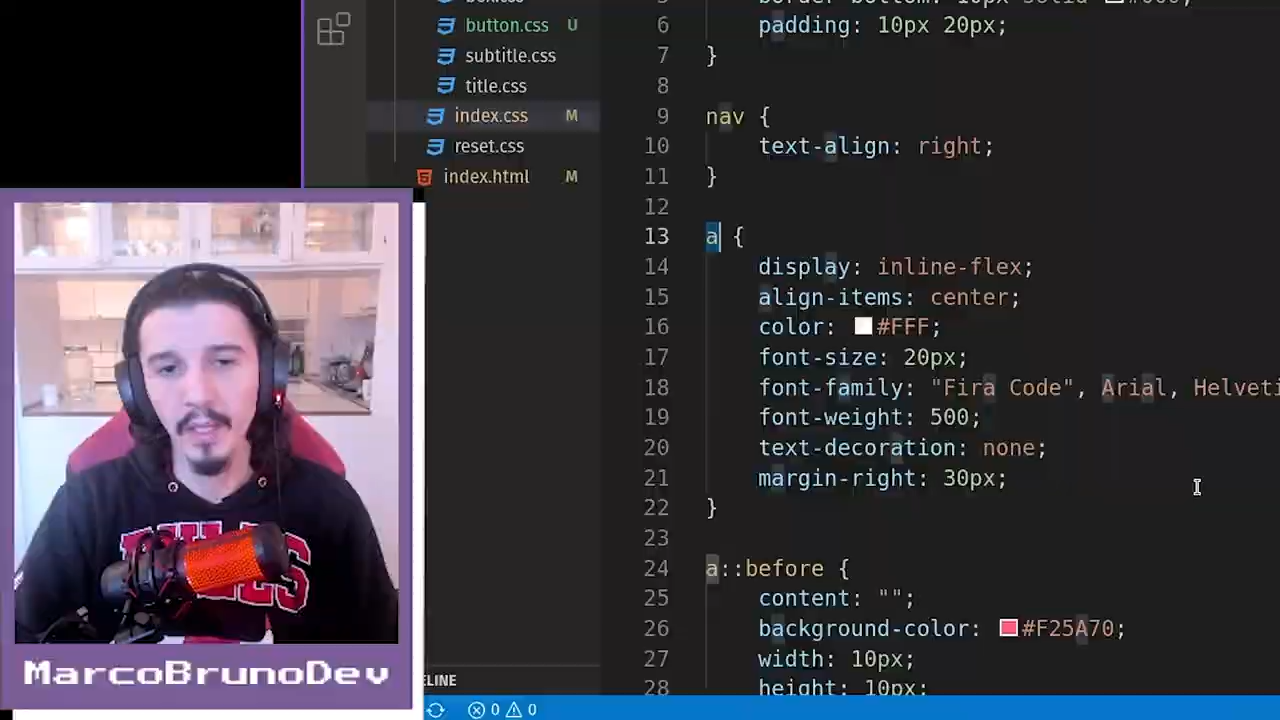 button.css U
subtitle.css
title.css
index.css M
reset.css
index.html M
6 padding: 10px 20px;
7 }
8
9 nav {
10 text-align: right;
11 }
12
13 a {
14 display: inline-flex;
15 align-items: center;
16 color: #FFF;
17 font-size: 20px;
18 font-family: "Fira Code", Arial, Helveti
19 font-weight: 500;
20 text-decoration: none;
21 margin-right: 30px;
22 }
23
24 a::before {
25 content: "";
26 background-color: #F25A70;
27 width: 10px;
28 height: 10px;
MarcoBrunoDev
ELINE
0 0